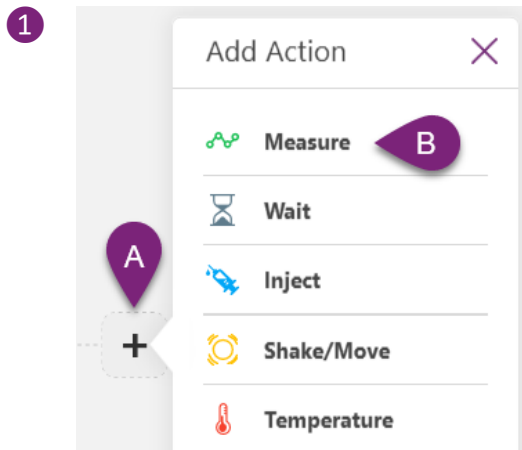 1
Add Action
Measure
B
Wait
A
Inject
+
Shake/Move
Temperature